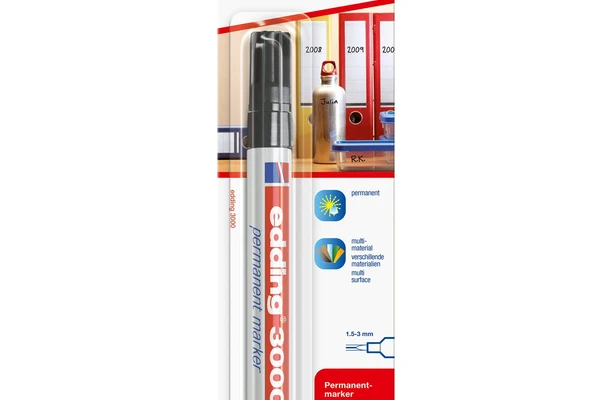 2008
2009
Julia
R.K.
edding 3000
edding® 3000
permanent marker
permanent
multi-
material
verschillende
materialien
multi
surface
1.5-3 mm
Permanent-
marker